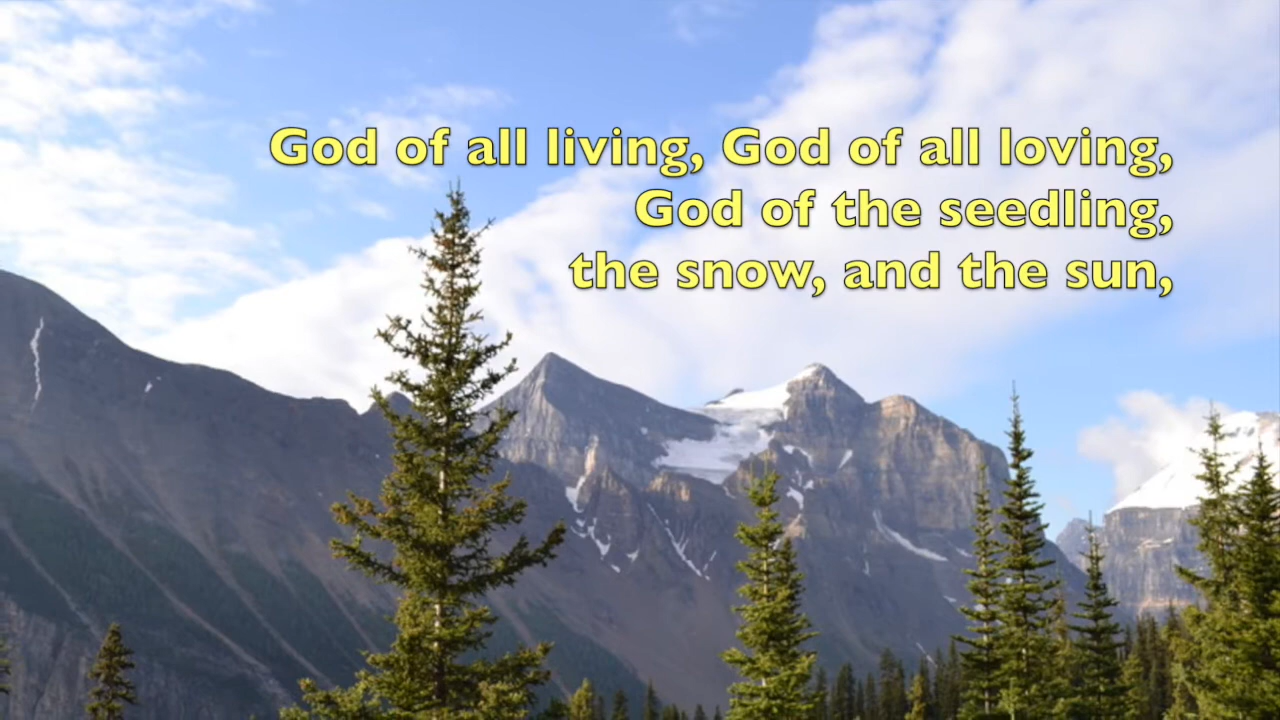 God of all living, God of all loving,
God of the seedling,
the snow, and the sun,